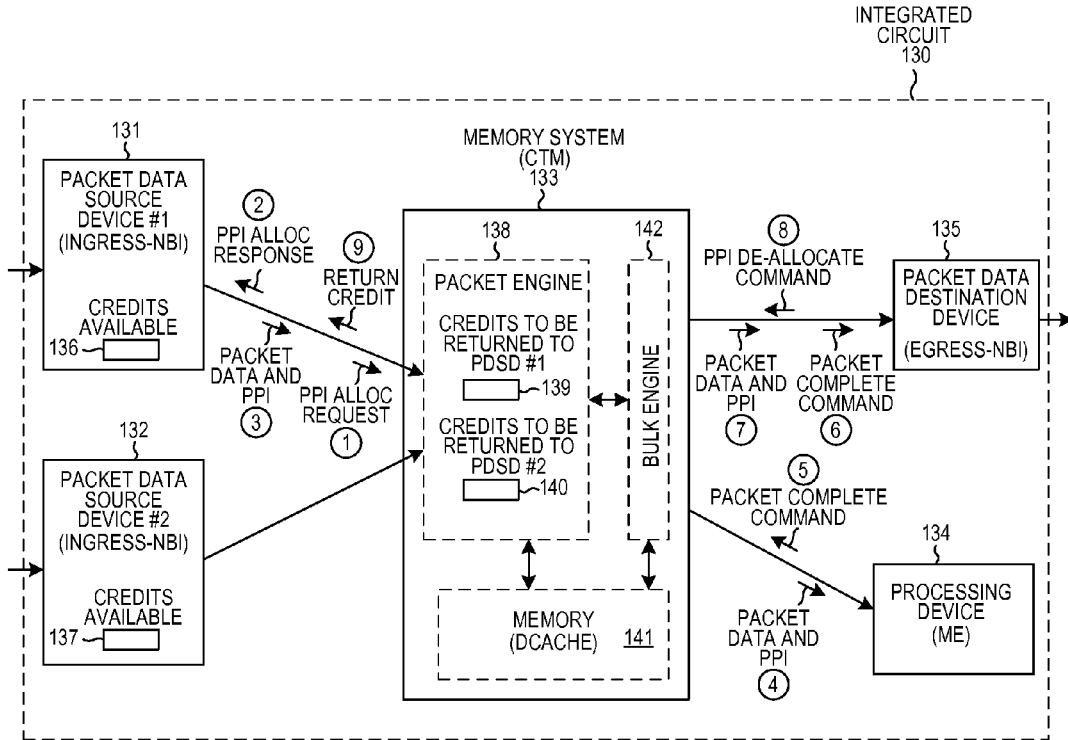 INTEGRATED
CIRCUIT
130
131
PACKET DATA
SOURCE
DEVICE #1
(INGRESS-NBI)
CREDITS
AVAILABLE
136
2
PPI ALLOC
RESPONSE
9
RETURN
CREDIT
PACKET
DATA AND
PPI
3
PPI ALLOC
REQUEST
1
132
PACKET DATA
SOURCE
DEVICE #2
(INGRESS-NBI)
CREDITS
AVAILABLE
137
MEMORY SYSTEM
(CTM)
133
138
PACKET ENGINE
CREDITS TO BE
RETURNED TO
PDSD #1
139
CREDITS TO BE
RETURNED TO
PDSD #2
140
142
BULK ENGINE
MEMORY
(DCACHE)
141
8
PPI DE-ALLOCATE
COMMAND
PACKET
DATA AND
PPI
7
PACKET
COMPLETE
COMMAND
6
135
PACKET DATA
DESTINATION
DEVICE
(EGRESS-NBI)
5
PACKET COMPLETE
COMMAND
PACKET
DATA AND
PPI
4
134
PROCESSING
DEVICE
(ME)